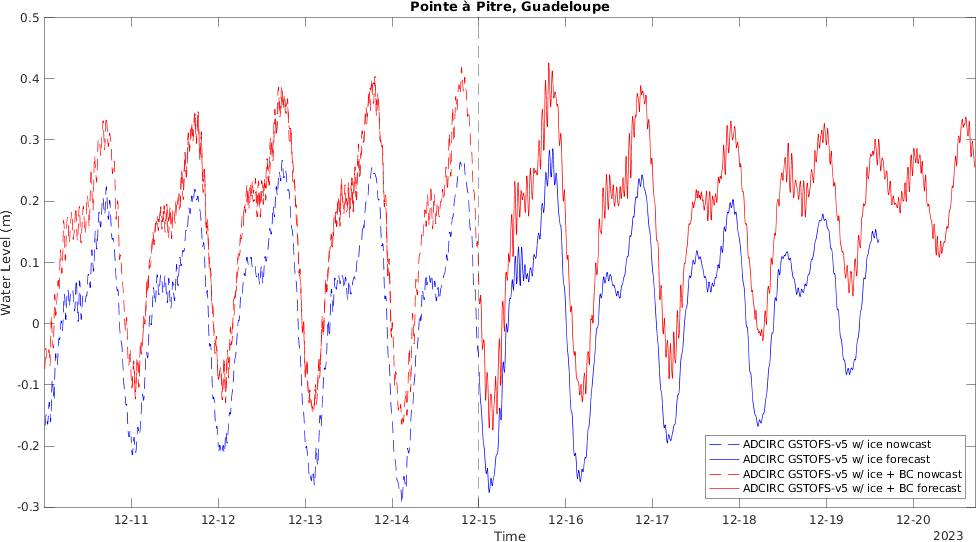 Pointe à Pitre, Guadeloupe
0.5
0.4
0.3
0.2
0.1
0
-0.1
-0.2
-0.3
Water Level (m)
ADCIRC GSTOFS-v5 w/ ice nowcast
ADCIRC GSTOFS-v5 w/ ice forecast
ADCIRC GSTOFS-v5 w/ ice + BC nowcast
ADCIRC GSTOFS-v5 w/ ice + BC forecast
12-11 12-12 12-13 12-14 12-15 12-16 12-17 12-18 12-19 12-20
Time
2023